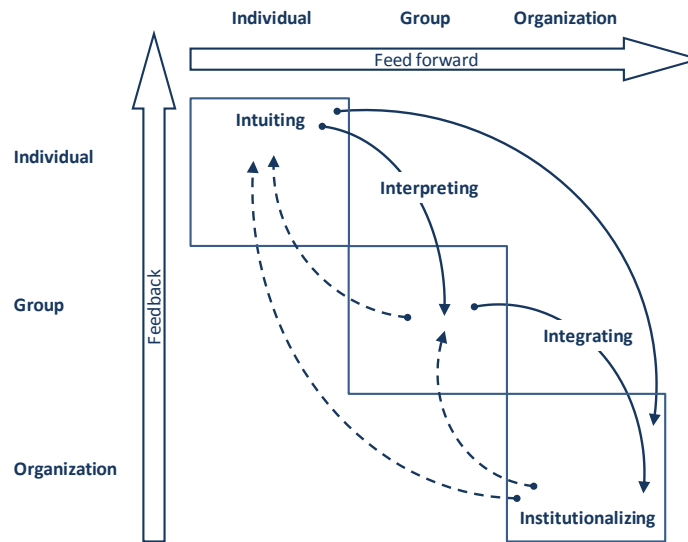 Individual
Group
Organization
Feed forward
Intuiting
Individual
Interpreting
Group
Feedback
Integrating
Organization
Institutionalizing